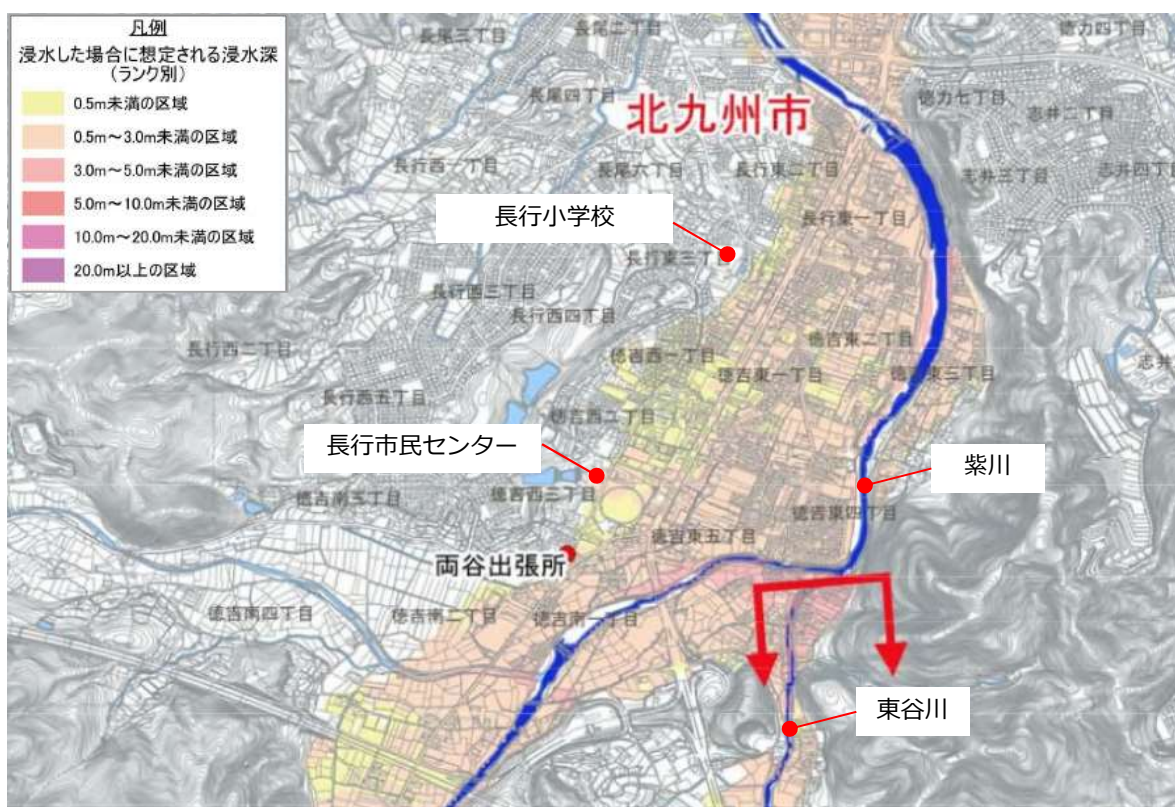 凡例
浸水した場合に想定される浸水深
(ランク別)
0.5m未満の区域
0.5m～3.0m未満の区域
3.0m～5.0m未満の区域
5.0m～10.0m未満の区域
10.0m～20.0m未満の区域
20.0m以上の区域
長尾三丁目
長尾二丁目
徳力四丁目
長尾四丁目
徳力七丁目
北九州市
長行西一丁目
長尾六丁目
長行東二丁目
志井三丁目
志井四丁
長行小学校
長行東一丁目
長行東三丁目
長行西三丁目
長行西四丁目
長行西二丁目
徳吉西一丁目
徳吉東二丁目
徳吉東一丁目
徳吉東三丁目
志井
長行西五丁目
徳吉西二丁目
長行市民センター
紫川
徳吉南三丁目
徳吉西三丁目
徳吉東四丁目
徳吉東五丁目
両谷出張所
徳吉南四丁目
徳吉南二丁目
徳吉南一丁目
東谷川